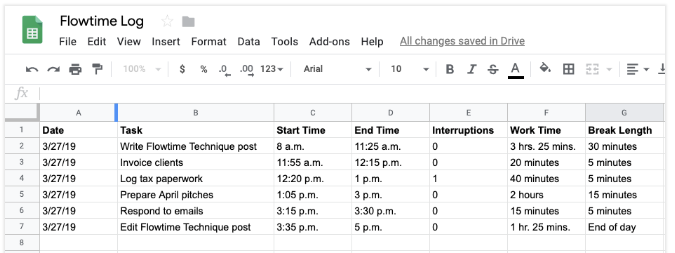 Flowtime Log
File Edit View Insert Format Data Tools Add-ons Help All changes saved in Drive
100% $ % .0 .00 123 Arial 10 B I S A
fx
A B C D E F G
1 Date Task Start Time End Time Interruptions Work Time Break Length
2 3/27/19 Write Flowtime Technique post 8 a.m. 11:25 a.m. 0 3 hrs. 25 mins. 30 minutes
3 3/27/19 Invoice clients 11:55 a.m. 12:15 p.m. 0 20 minutes 5 minutes
4 3/27/19 Log tax paperwork 12:20 p.m. 1 p.m. 1 40 minutes 5 minutes
5 3/27/19 Prepare April pitches 1:05 p.m. 3 p.m. 0 2 hours 15 minutes
6 3/27/19 Respond to emails 3:15 p.m. 3:30 p.m. 0 15 minutes 5 minutes
7 3/27/19 Edit Flowtime Technique post 3:35 p.m. 5 p.m. 0 1 hr. 25 mins. End of day
8